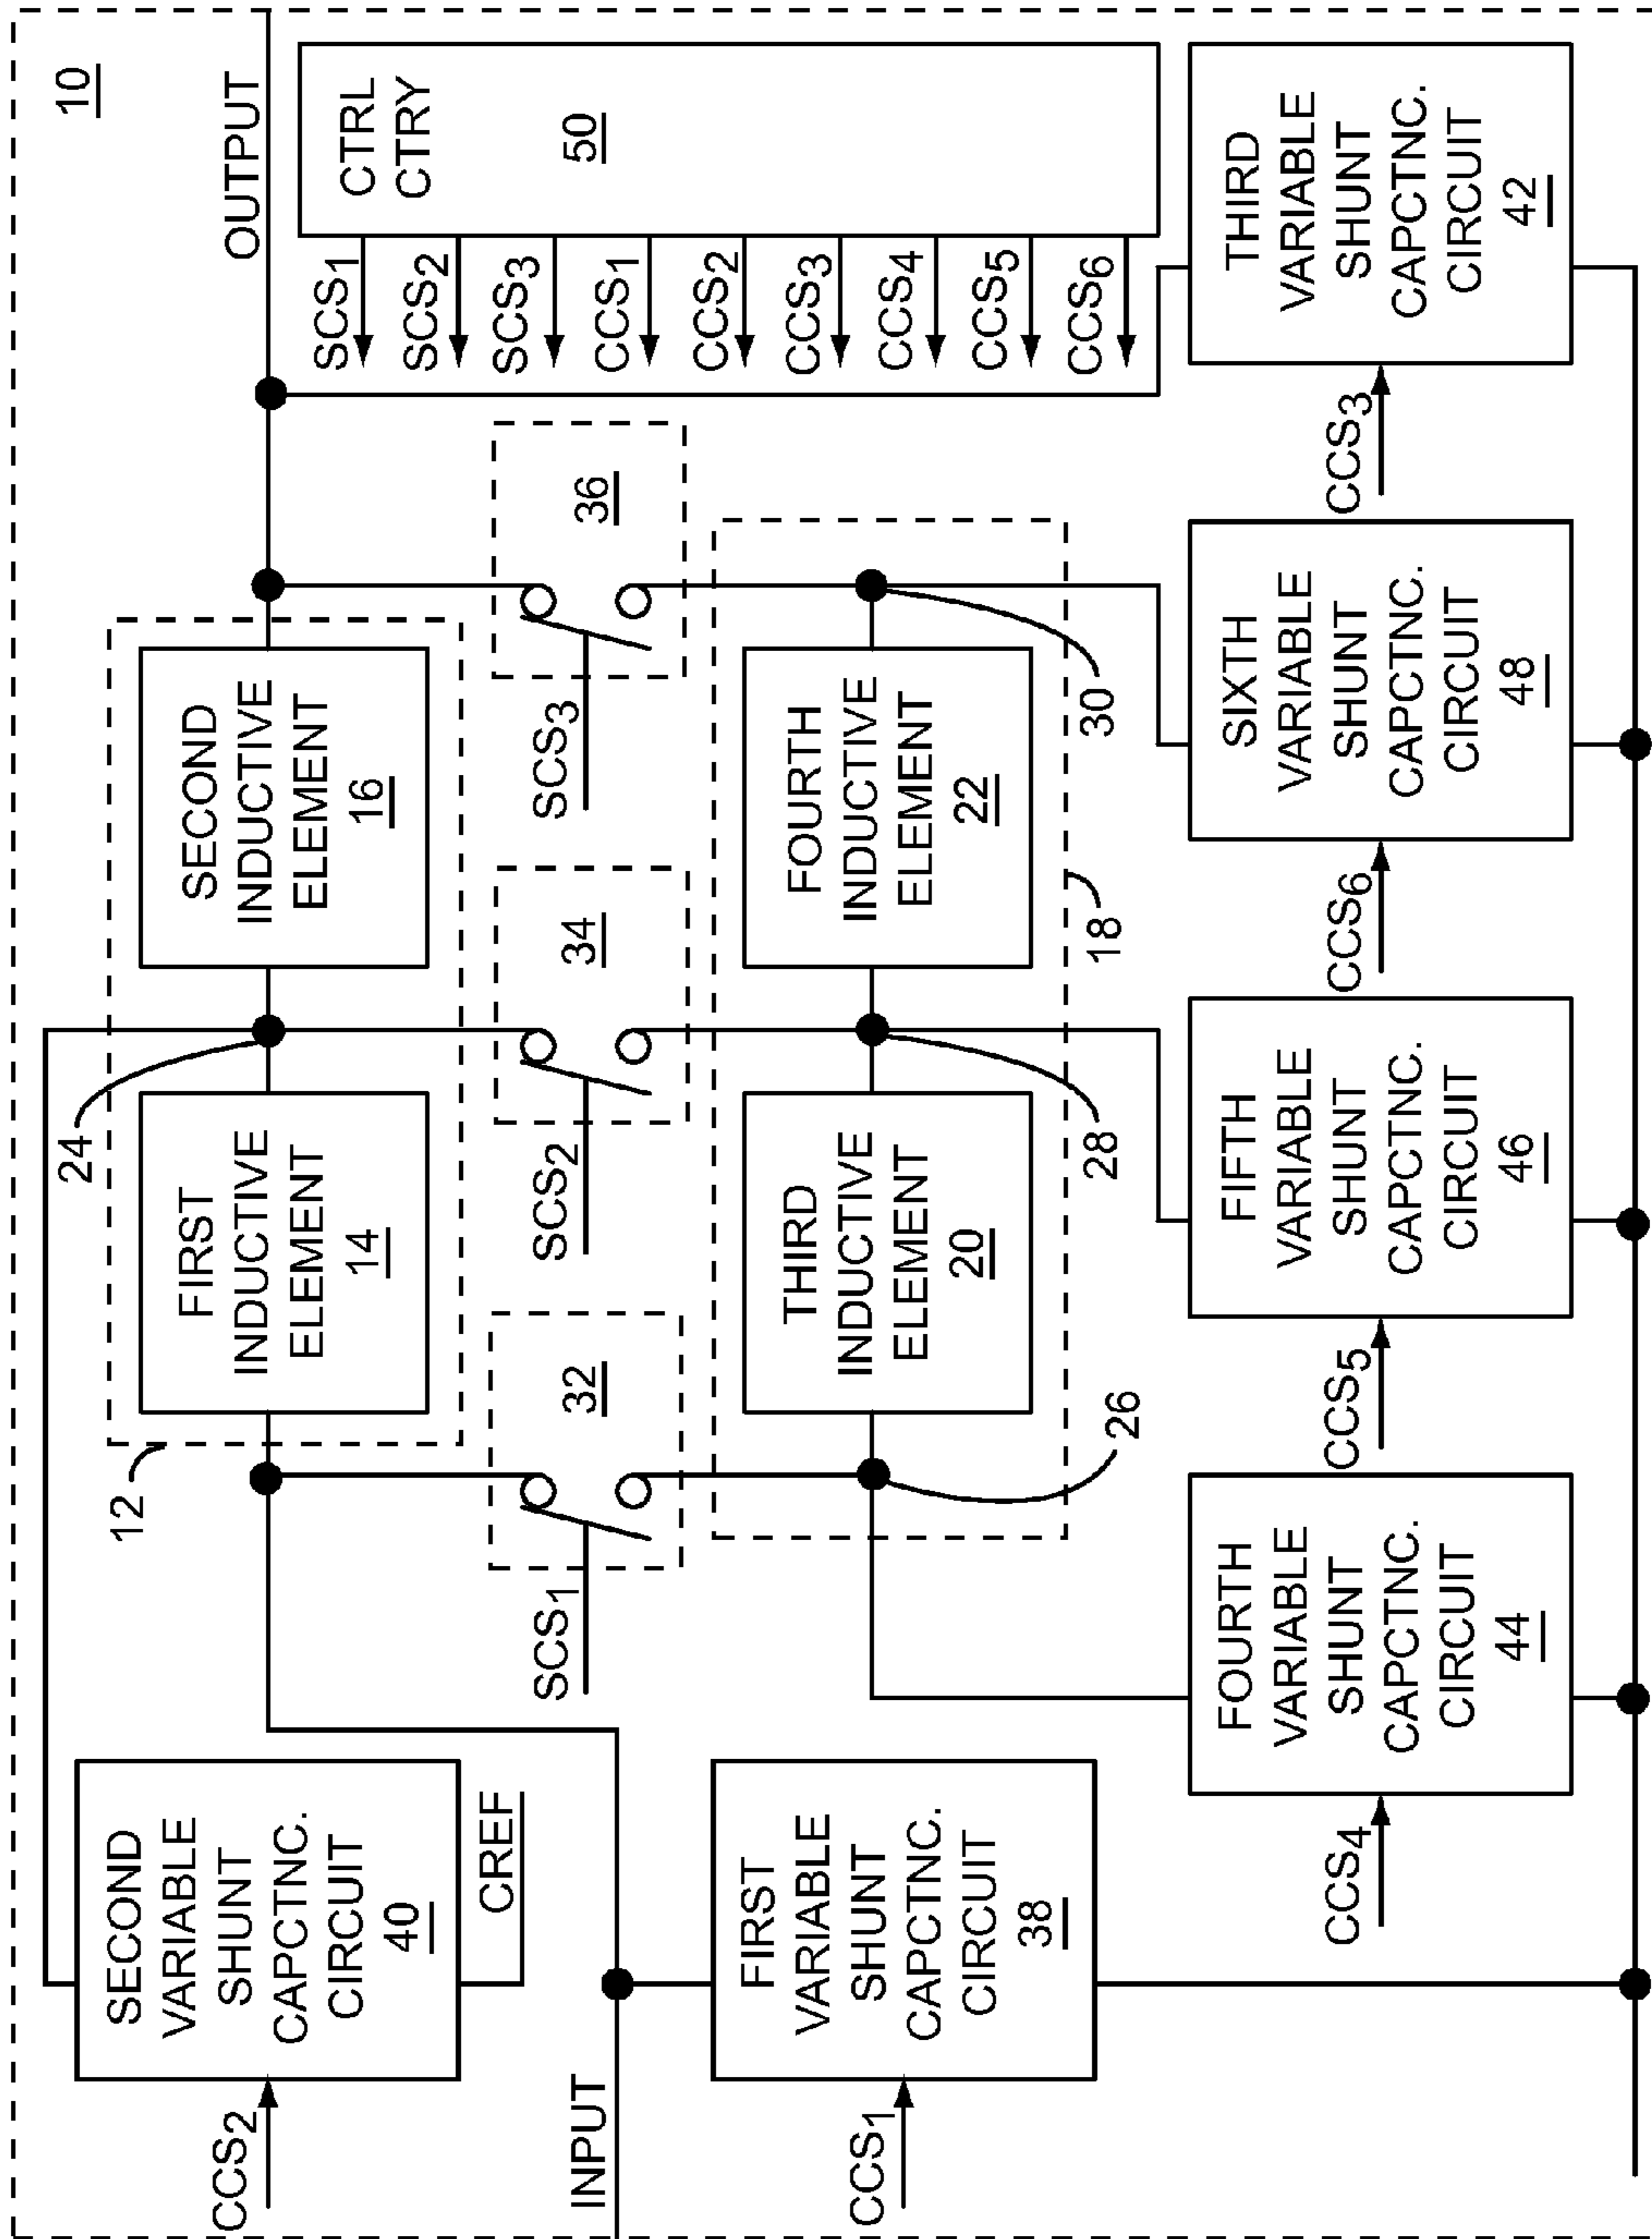 10
OUTPUT
CTRL
CTRY
50
SCS1
SCS2
SCS3
CCS1
CCS2
CCS3
CCS4
CCS5
CCS6
SECOND
VARIABLE
SHUNT
CAPCTNC.
CIRCUIT
40
CCS2
CREF
12
24
FIRST
INDUCTIVE
ELEMENT
14
SECOND
INDUCTIVE
ELEMENT
16
SCS1
32
SCS2
34
SCS3
36
INPUT
FIRST
VARIABLE
SHUNT
CAPCTNC.
CIRCUIT
38
CCS1
THIRD
INDUCTIVE
ELEMENT
20
FOURTH
INDUCTIVE
ELEMENT
22
26
28
18
30
CCS4
FOURTH
VARIABLE
SHUNT
CAPCTNC.
CIRCUIT
44
CCS5
FIFTH
VARIABLE
SHUNT
CAPCTNC.
CIRCUIT
46
CCS6
SIXTH
VARIABLE
SHUNT
CAPCTNC.
CIRCUIT
48
CCS3
THIRD
VARIABLE
SHUNT
CAPCTNC.
CIRCUIT
42